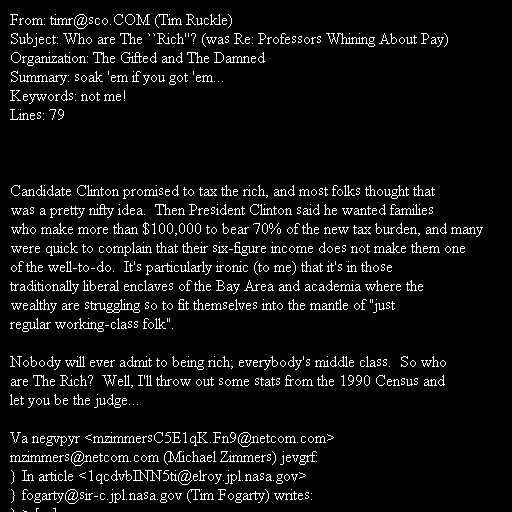 From: timr@sco.COM (Tim Ruckle)
Subject: Who are The ``Rich''? (was Re: Professors Whining About Pay)
Organization: The Gifted and The Damned
Summary: soak 'em if you got 'em...
Keywords: not me!
Lines: 79
Candidate Clinton promised to tax the rich, and most folks thought that
was a pretty nifty idea.  Then President Clinton said he wanted families
who make more than $100,000 to bear 70% of the new tax burden, and many
were quick to complain that their six-figure income does not make them one
of the well-to-do.  It's particularly ironic (to me) that it's in those
traditionally liberal enclaves of the Bay Area and academia where the
wealthy are struggling so to fit themselves into the mantle of "just
regular working-class folk".
Nobody will ever admit to being rich; everybody's middle class.  So who
are The Rich?  Well, I'll throw out some stats from the 1990 Census and
let you be the judge...
Va negvpyr <mzimmersC5E1qK.Fn9@netcom.com>
mzimmers@netcom.com (Michael Zimmers) jevgrf:
} In article <1qcdvbINN5ti@elroy.jpl.nasa.gov>
} fogarty@sir-c.jpl.nasa.gov (Tim Fogarty) writes: